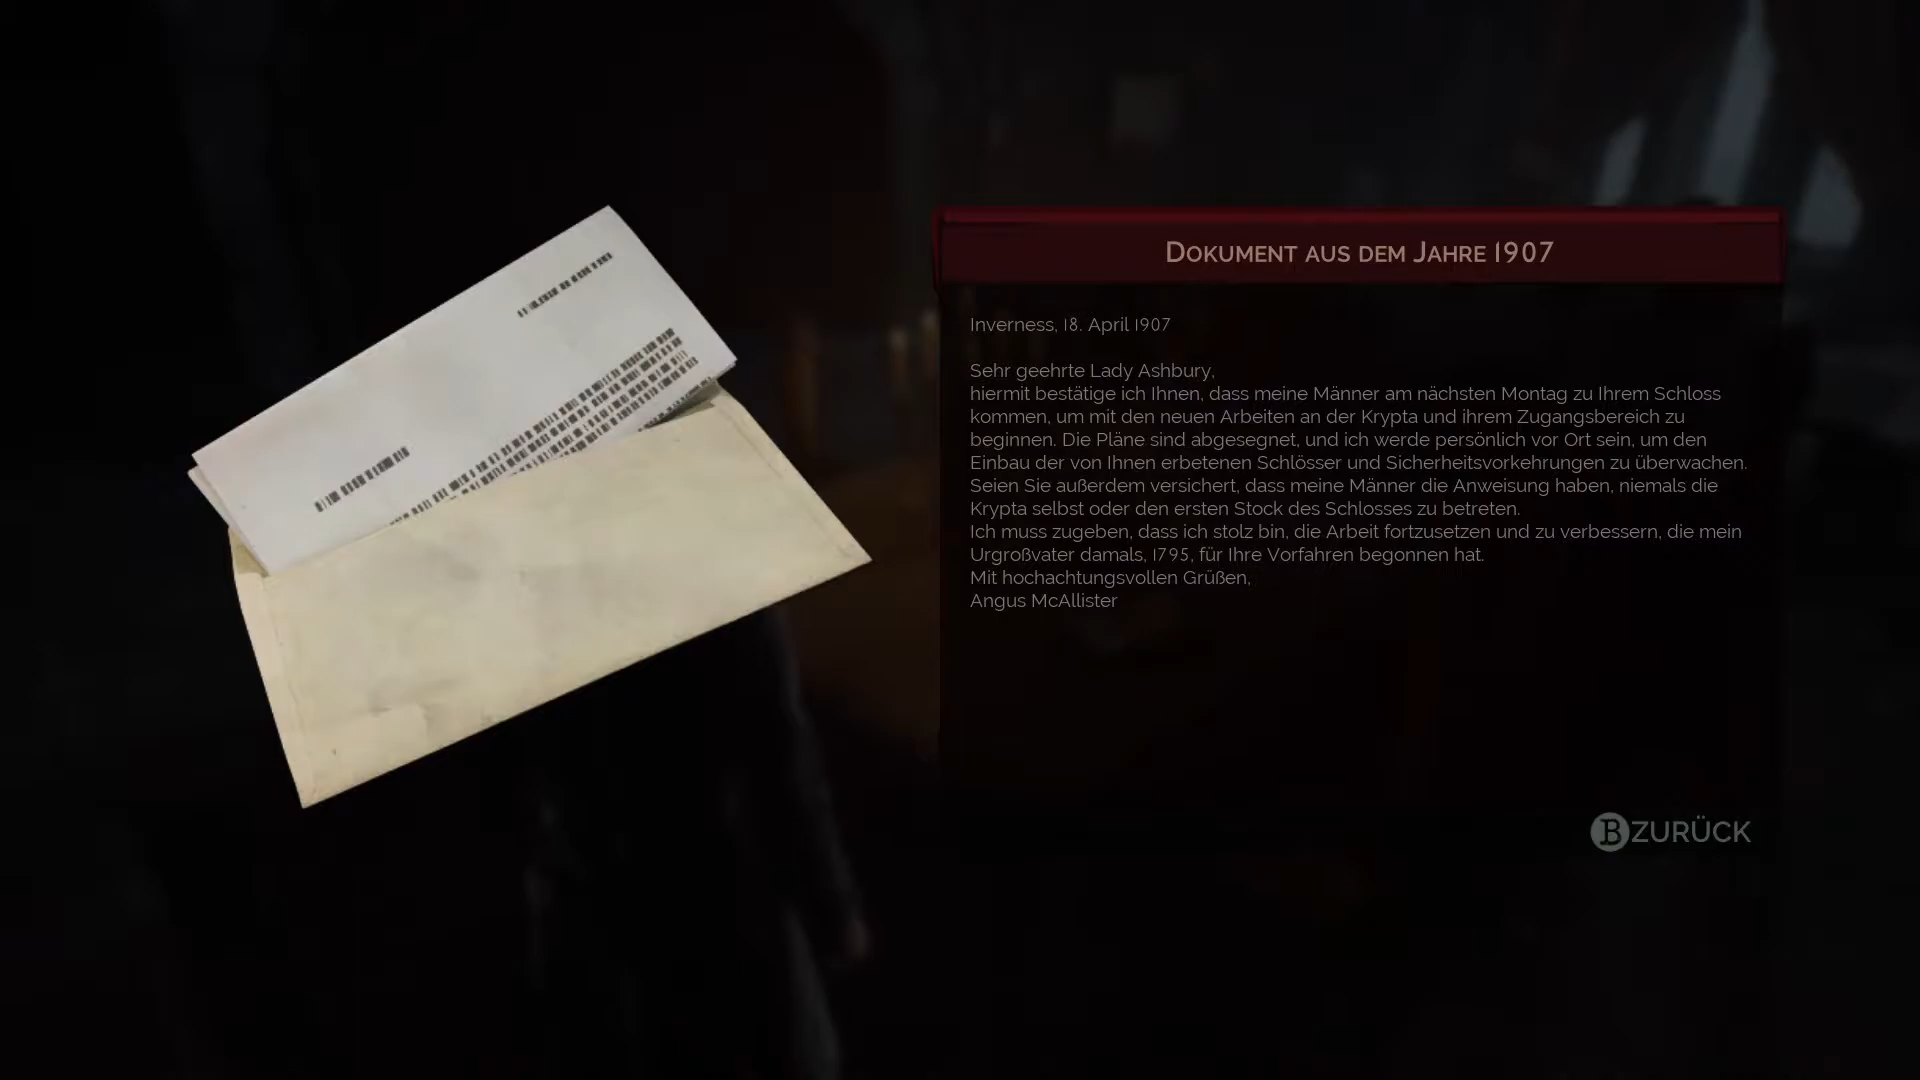 Dokument aus dem Jahre 1907
Inverness, 18. April 1907
Sehr geehrte Lady Ashbury,
hiermit bestätige ich Ihnen, dass meine Männer am nächsten Montag zu Ihrem Schloss
kommen, um mit den neuen Arbeiten an der Krypta und ihrem Zugangsbereich zu
beginnen. Die Pläne sind abgesegnet, und ich werde persönlich vor Ort sein, um den
Einbau der von Ihnen erbetenen Schlösser und Sicherheitsvorkehrungen zu überwachen.
Seien Sie außerdem versichert, dass meine Männer die Anweisung haben, niemals die
Krypta selbst oder den ersten Stock des Schlosses zu betreten.
Ich muss zugeben, dass ich stolz bin, die Arbeit fortzusetzen und zu verbessern, die mein
Urgroßvater damals, 1795, für Ihre Vorfahren begonnen hat.
Mit hochachtungsvollen Grüßen,
Angus McAllister
B ZURÜCK